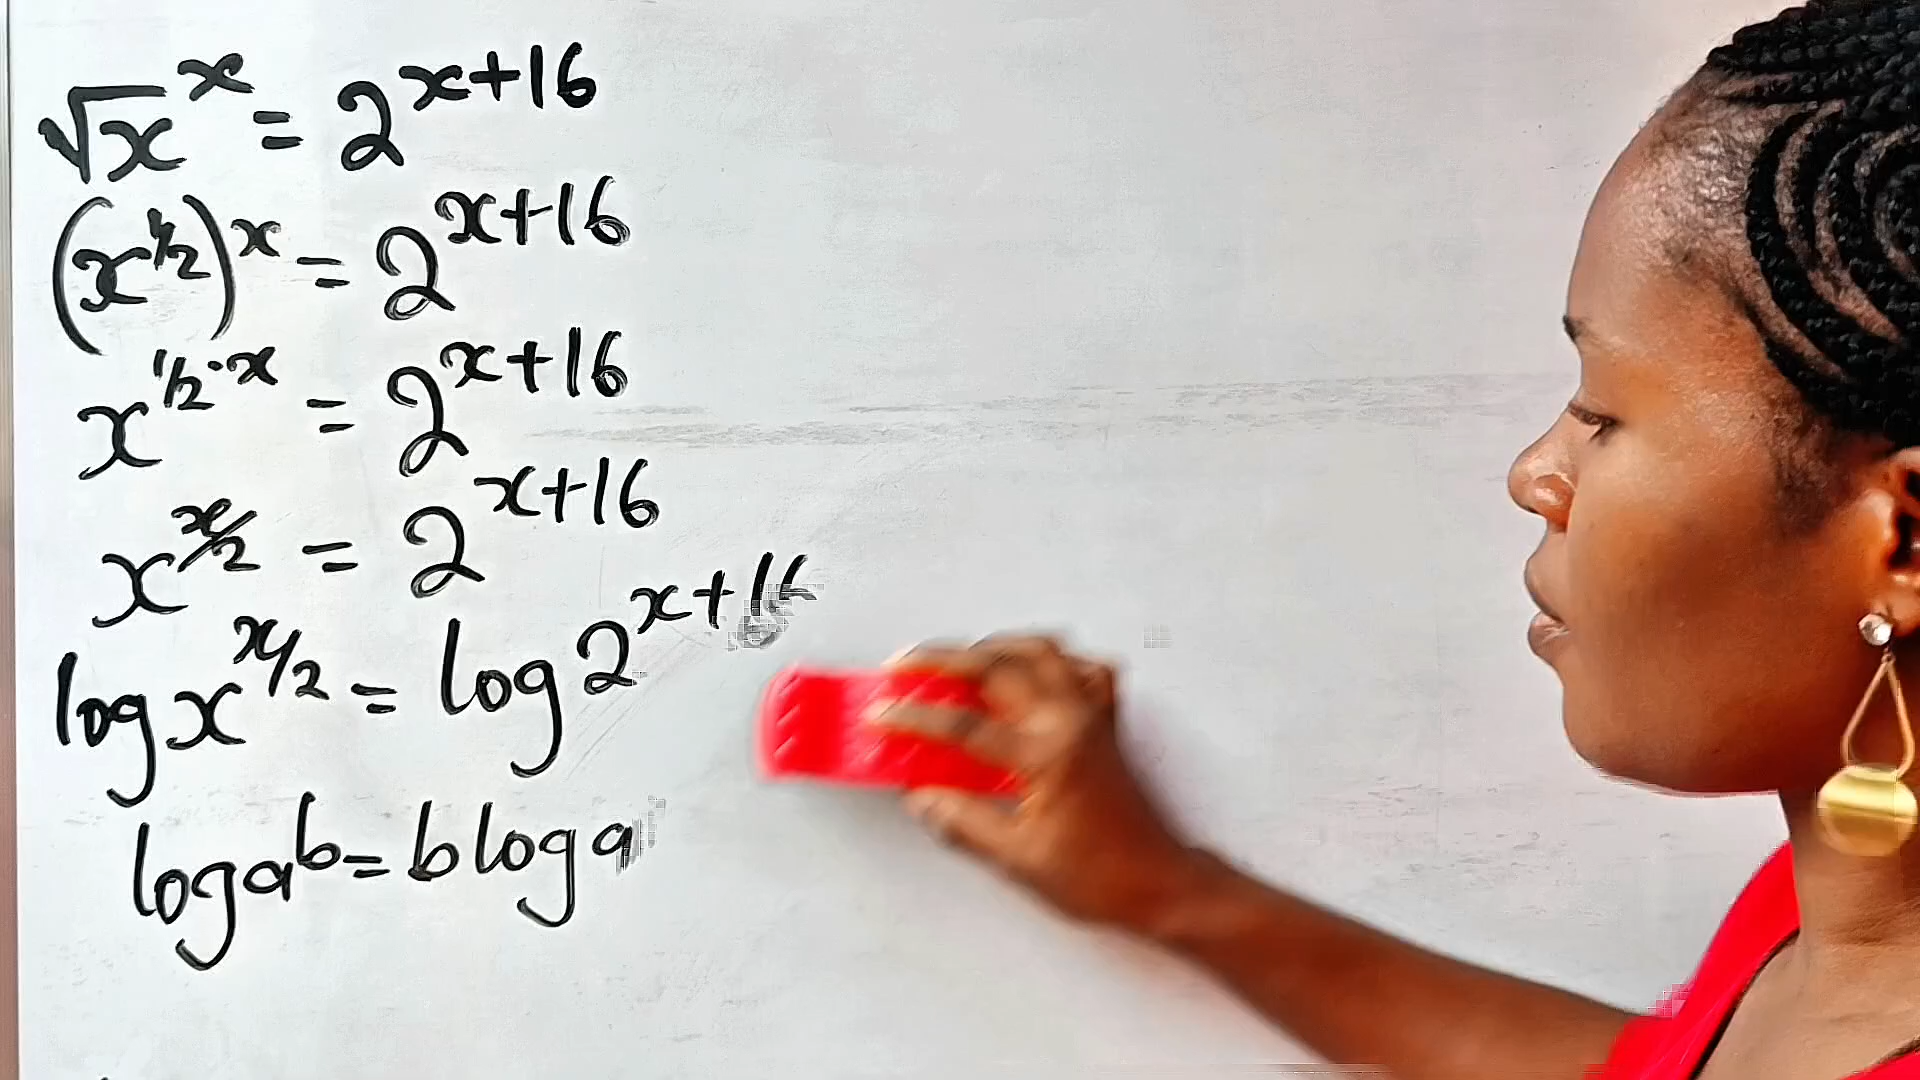 √x^x = 2^(x+16)
(x^(1/2))^x = 2^(x+16)
x^(1/2·x) = 2^(x+16)
x^(x/2) = 2^(x+16)
log x^(x/2) = log 2^(x+16)
log a^b = b log a